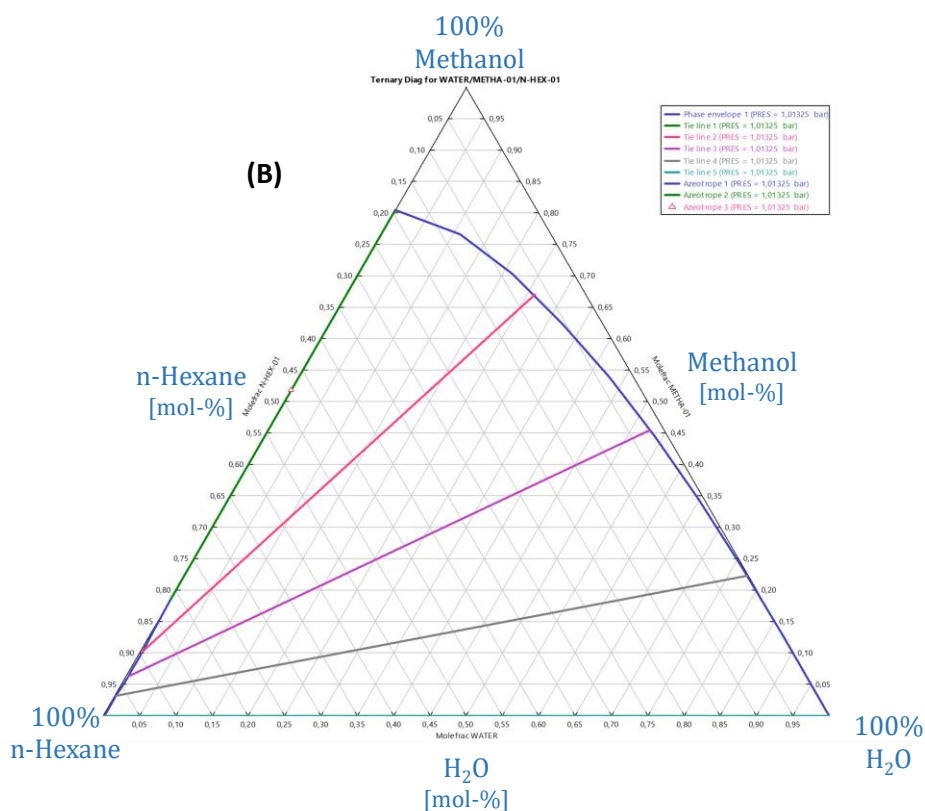 100%
Methanol
Ternary Diag for WATER/METHA-01/N-HEX-01
(B)
Phase envelope 1 (PRES = 1,01325 bar)
Tie line 1 (PRES = 1,01325 bar)
Tie line 2 (PRES = 1,01325 bar)
Tie line 3 (PRES = 1,01325 bar)
Tie line 4 (PRES = 1,01325 bar)
Tie line 5 (PRES = 1,01325 bar)
Azeotrope 1 (PRES = 1,01325 bar)
Azeotrope 2 (PRES = 1,01325 bar)
Azeotrope 3 (PRES = 1,01325 bar)
0,05 0,95
0,10 0,90
0,15 0,85
0,20 0,80
0,25 0,75
0,30 0,70
0,35 0,65
0,40 0,60
0,45 0,55
n-Hexane
[mol-%]
Molefrac N-HEX-01
Methanol
[mol-%]
Molefrac METHA-01
0,50 0,50
0,55 0,45
0,60 0,40
0,65 0,35
0,70 0,30
0,75 0,25
0,80 0,20
0,85 0,15
0,90 0,10
0,95 0,05
100%
n-Hexane
0,05 0,10 0,15 0,20 0,25 0,30 0,35 0,40 0,45 0,50 0,55 0,60 0,65 0,70 0,75 0,80 0,85 0,90 0,95
Molefrac WATER
100%
H₂O
H₂O
[mol-%]